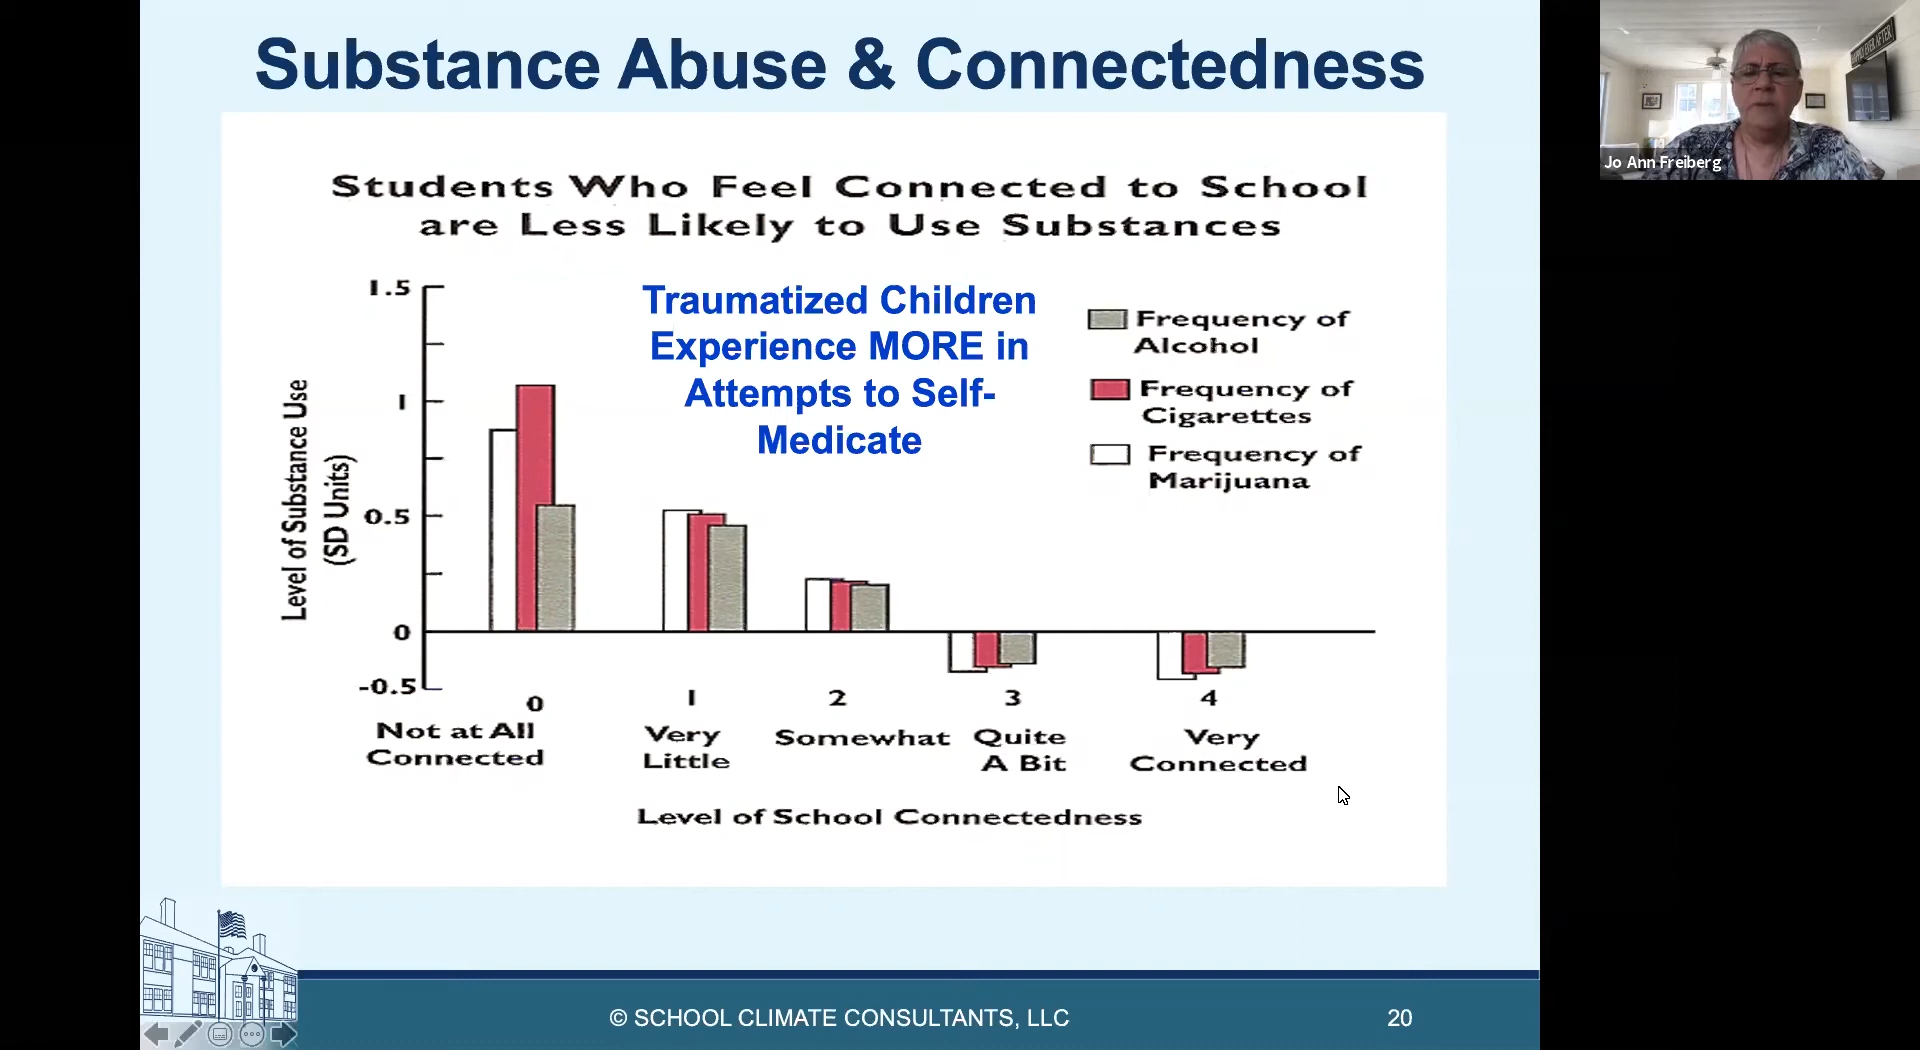 Substance Abuse & Connectedness
Students Who Feel Connected to School
are Less Likely to Use Substances
Traumatized Children
Experience MORE in
Attempts to Self-
Medicate
Frequency of
Alcohol
Frequency of
Cigarettes
Frequency of
Marijuana
Level of Substance Use
(SD Units)
1.5
1
0.5
0
-0.5
0
Not at All
Connected
1
Very
Little
2
Somewhat
3
Quite
A Bit
4
Very
Connected
Level of School Connectedness
© SCHOOL CLIMATE CONSULTANTS, LLC
20
HAPPILY EVER AFTER
Jo Ann Freiberg